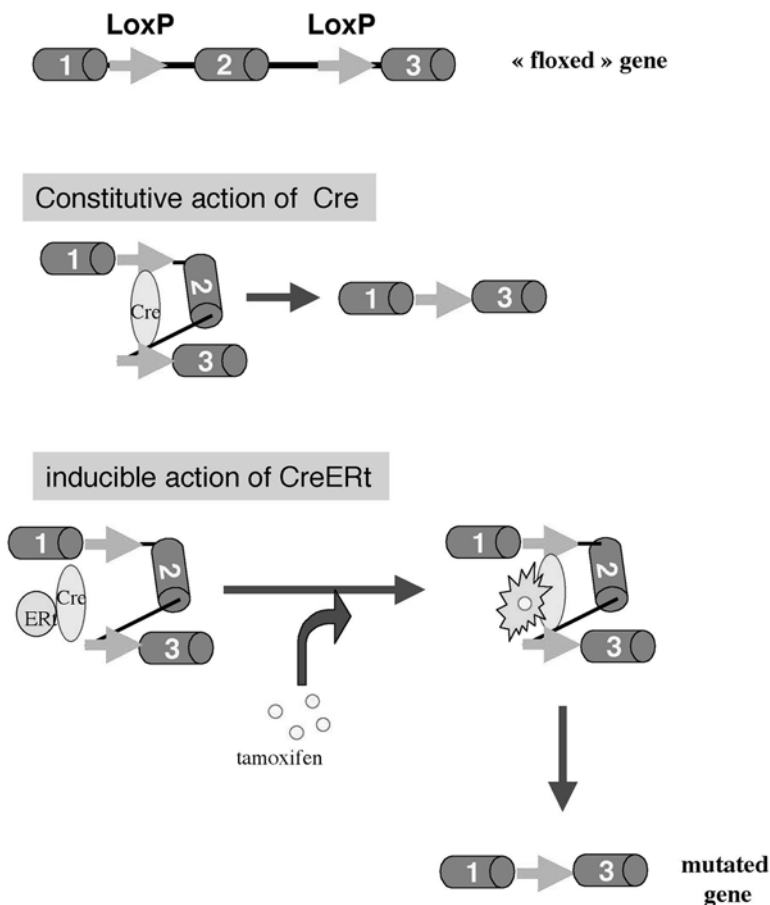 LoxP LoxP
1 2 3 « floxed » gene
Constitutive action of Cre
1
2
Cre
3
1 3
inducible action of CreERt
1
2
Cre
ERt
3
1
2
3
tamoxifen
1 3
mutated
gene